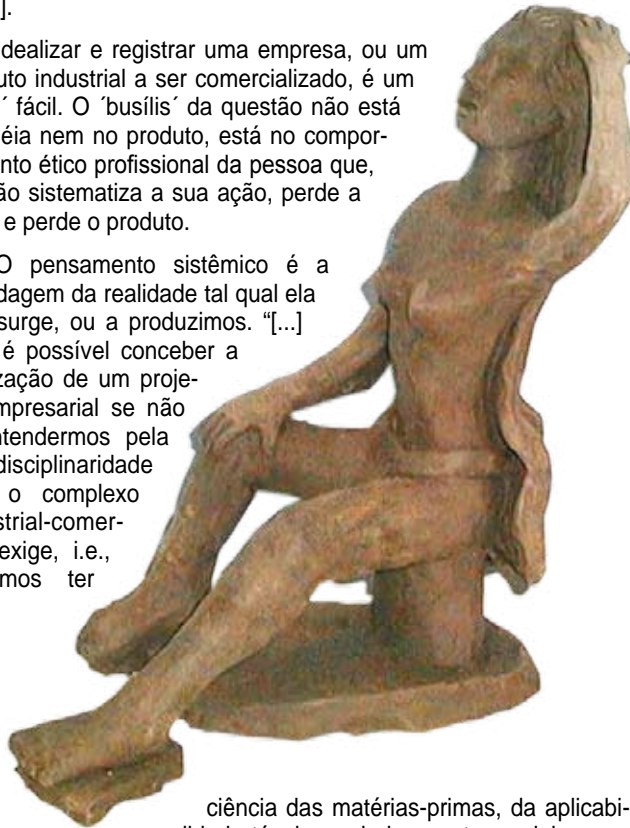 ].
dealizar e registrar uma empresa, ou um
uto industrial a ser comercializado, é um
´ fácil. O ´busílis´ da questão não está
éia nem no produto, está no compor-
nto ético profissional da pessoa que,
ão sistematiza a sua ação, perde a
e perde o produto.
O pensamento sistêmico é a
dagem da realidade tal qual ela
surge, ou a produzimos. “[...]
é possível conceber a
zação de um proje-
mpresarial se não
ntendermos pela
disciplinaridade
o complexo
strial-comer-
exige, i.e.,
mos ter
ciência das matérias-primas, da aplicabi-